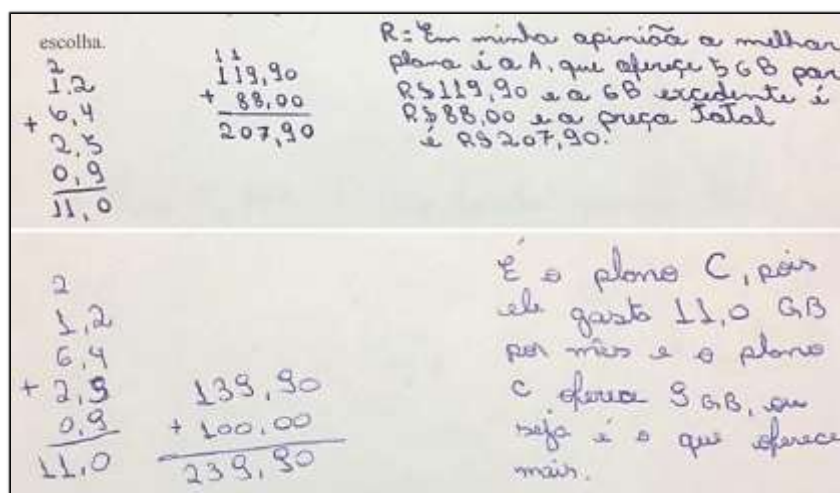 escolha.
2
1,2
+ 6,4
2,5
0,9
11,0
11
119,90
+ 88,00
207,90
R: Em minha opinião o melhor
plano é o A, que oferece 5 GB por
R$119,90 e o GB excedente é
R$88,00 e o preço total
é R$207,90.
2
1,2
6,4
+ 2,5
0,9
11,0
139,90
+ 100,00
239,90
É o plano C, pois
ele gasta 11,0 GB
por mês e o plano
C oferece 9 GB, ou
seja é o que oferece
mais.